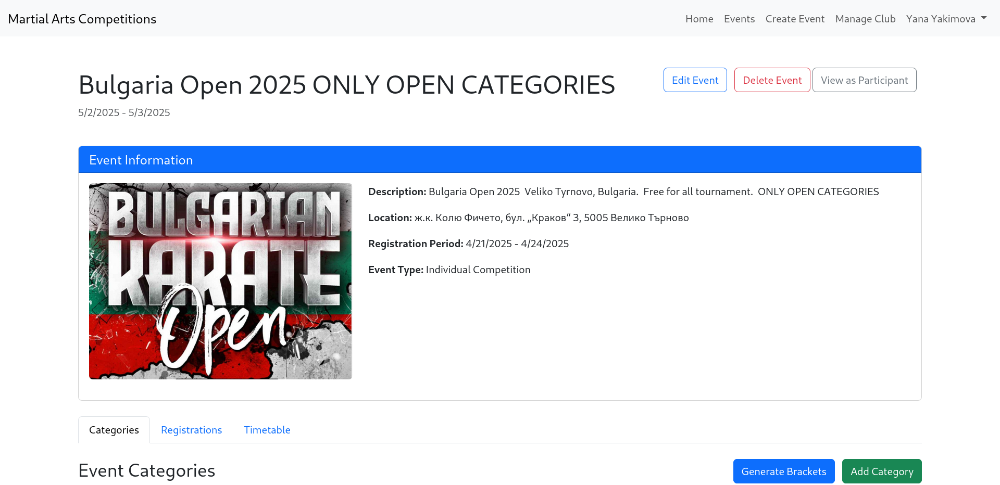 Martial Arts Competitions
Home Events Create Event Manage Club Yana Yakimova
Bulgaria Open 2025 ONLY OPEN CATEGORIES
Edit Event Delete Event View as Participant
5/2/2025 - 5/3/2025
Event Information
BULGARIAN
KARATE
Open
Description: Bulgaria Open 2025 Veliko Tyrnovo, Bulgaria. Free for all tournament. ONLY OPEN CATEGORIES
Location: ж.к. Колю Фичето, бул. „Краков“ 3, 5005 Велико Търново
Registration Period: 4/21/2025 - 4/24/2025
Event Type: Individual Competition
Categories Registrations Timetable
Event Categories
Generate Brackets Add Category